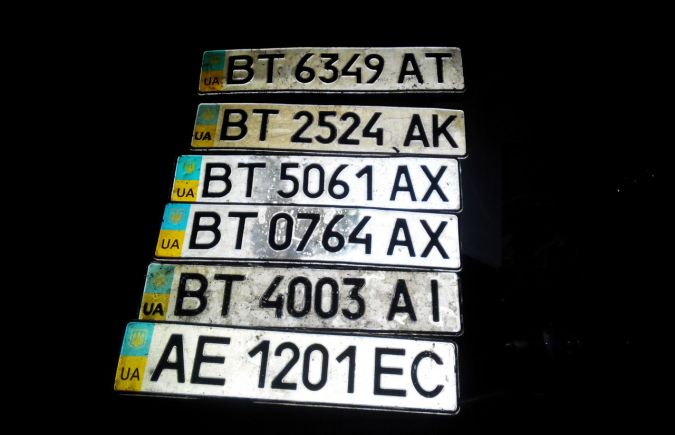 UA BT 6349 AT
UA BT 2524 AK
UA BT 5061 AX
UA BT 0764 AX
UA BT 4003 AI
UA AE 1201 EC